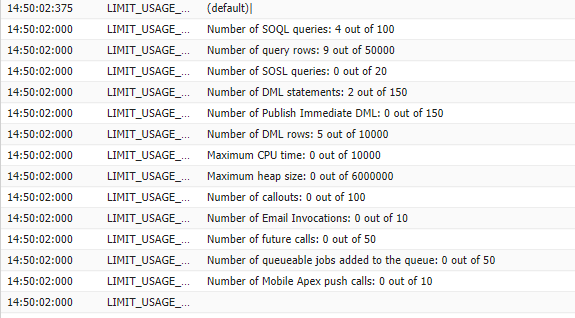 14:50:02:375 LIMIT_USAGE_... (default)|
14:50:02:000 LIMIT_USAGE_... Number of SOQL queries: 4 out of 100
14:50:02:000 LIMIT_USAGE_... Number of query rows: 9 out of 50000
14:50:02:000 LIMIT_USAGE_... Number of SOSL queries: 0 out of 20
14:50:02:000 LIMIT_USAGE_... Number of DML statements: 2 out of 150
14:50:02:000 LIMIT_USAGE_... Number of Publish Immediate DML: 0 out of 150
14:50:02:000 LIMIT_USAGE_... Number of DML rows: 5 out of 10000
14:50:02:000 LIMIT_USAGE_... Maximum CPU time: 0 out of 10000
14:50:02:000 LIMIT_USAGE_... Maximum heap size: 0 out of 6000000
14:50:02:000 LIMIT_USAGE_... Number of callouts: 0 out of 100
14:50:02:000 LIMIT_USAGE_... Number of Email Invocations: 0 out of 10
14:50:02:000 LIMIT_USAGE_... Number of future calls: 0 out of 50
14:50:02:000 LIMIT_USAGE_... Number of queueable jobs added to the queue: 0 out of 50
14:50:02:000 LIMIT_USAGE_... Number of Mobile Apex push calls: 0 out of 10
14:50:02:000 LIMIT_USAGE_...